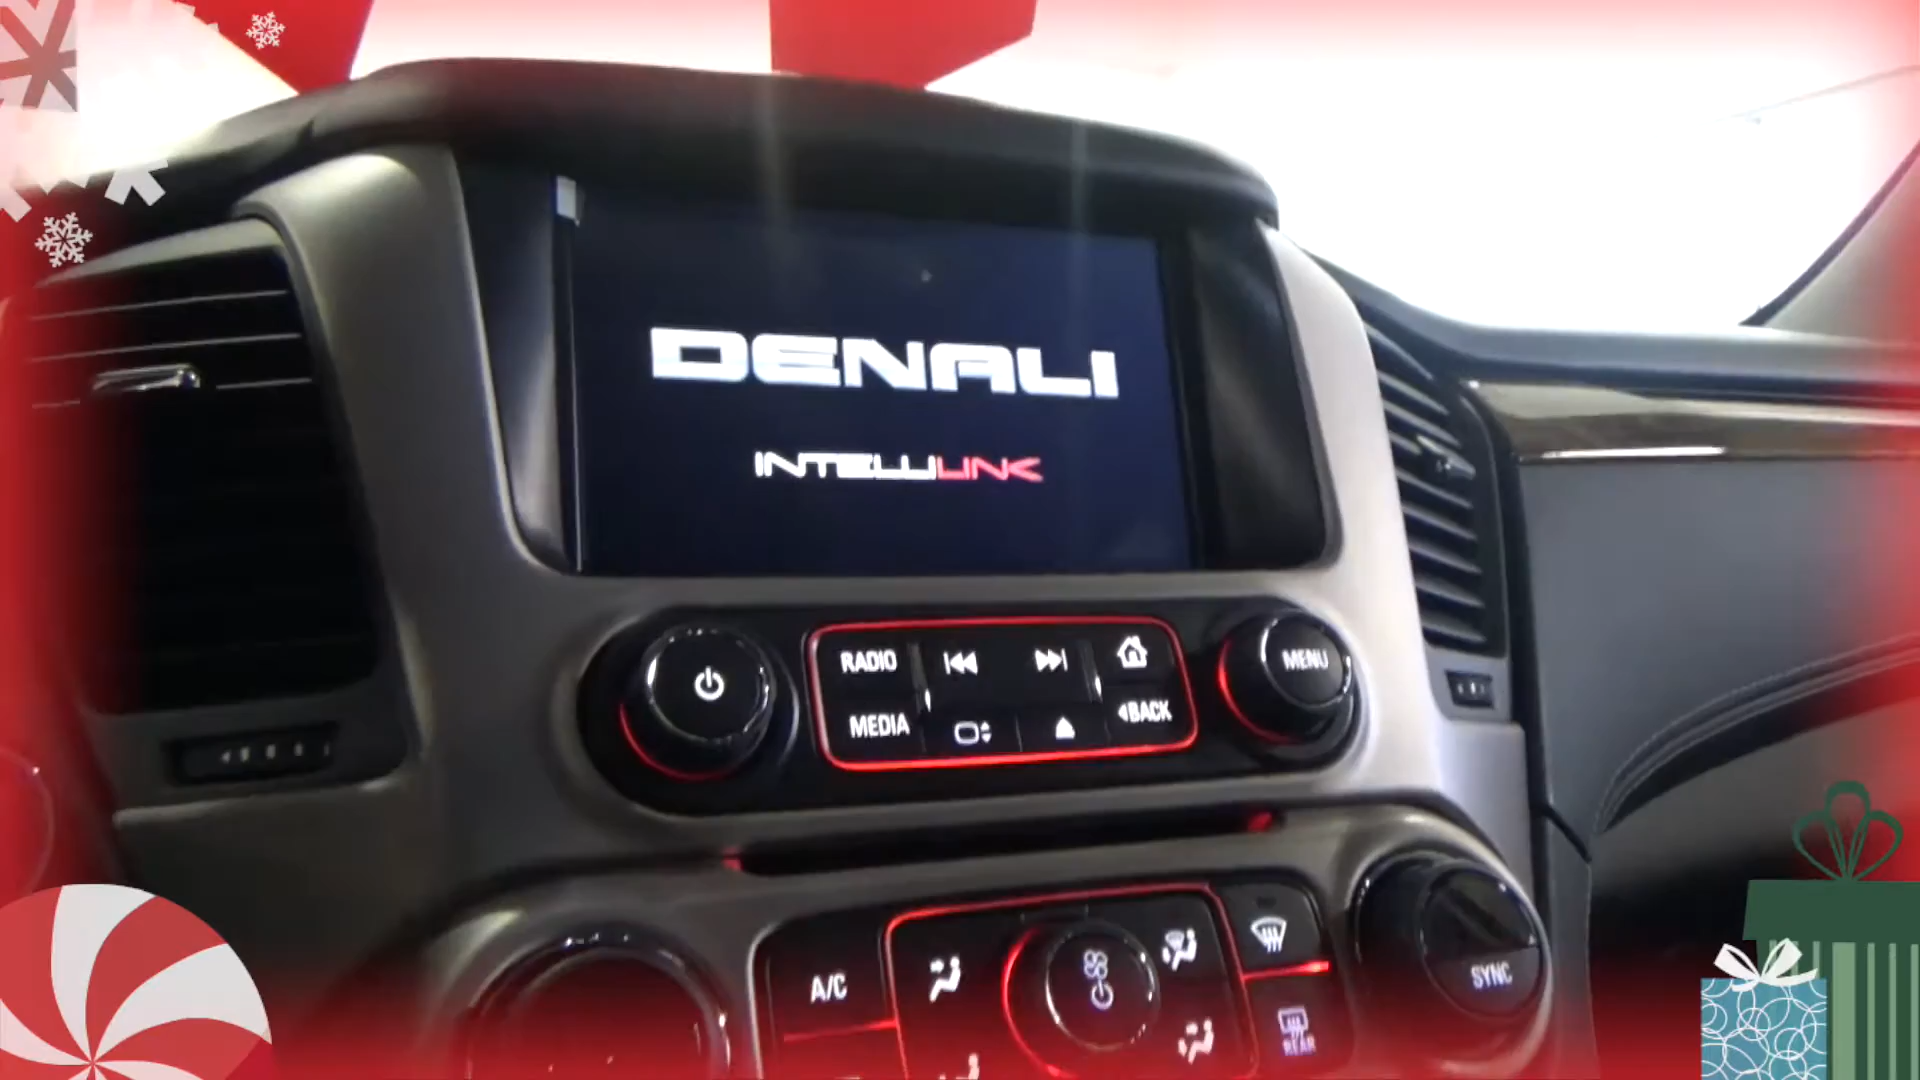 DENALI
INTELLILINK
RADIO
MENU
MEDIA
BACK
A/C
SYNC
REAR